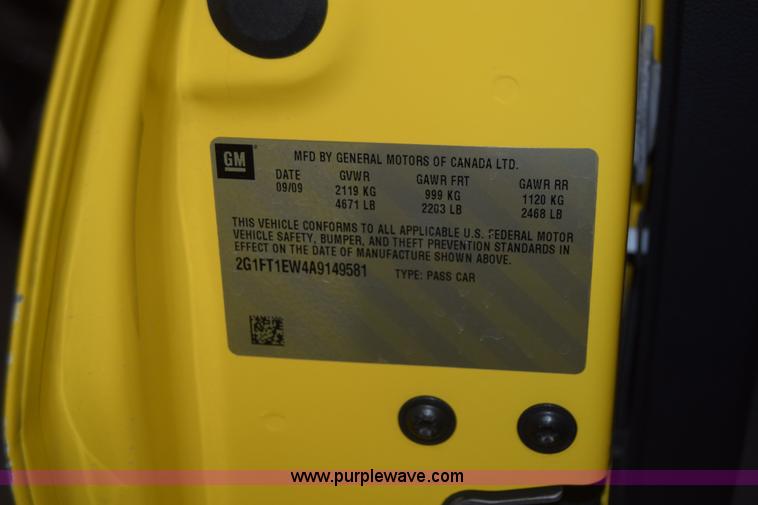 GM
MFD BY GENERAL MOTORS OF CANADA LTD.
DATE GVWR GAWR FRT GAWR RR
09/09 2119 KG 999 KG 1120 KG
4671 LB 2203 LB 2468 LB
THIS VEHICLE CONFORMS TO ALL APPLICABLE U.S. FEDERAL MOTOR
VEHICLE SAFETY, BUMPER, AND THEFT PREVENTION STANDARDS IN
EFFECT ON THE DATE OF MANUFACTURE SHOWN ABOVE.
2G1FT1EW4A9149581 TYPE: PASS CAR
www.purplewave.com